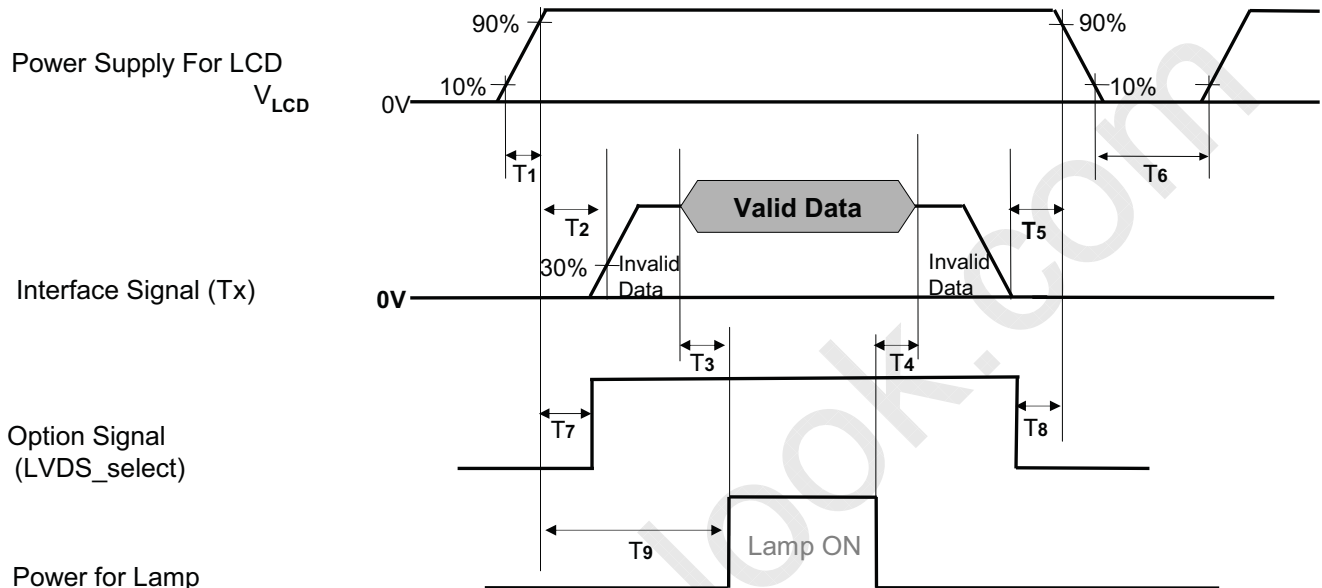 90%
90%
Power Supply For LCD
VLCD
10%
10%
0V
T1
T6
Valid Data
T2
T5
30%
Invalid
Data
Invalid
Data
Interface Signal (Tx)
0V
T3
T4
T7
T8
Option Signal
(LVDS_select)
T9
Lamp ON
Power for Lamp
look.com